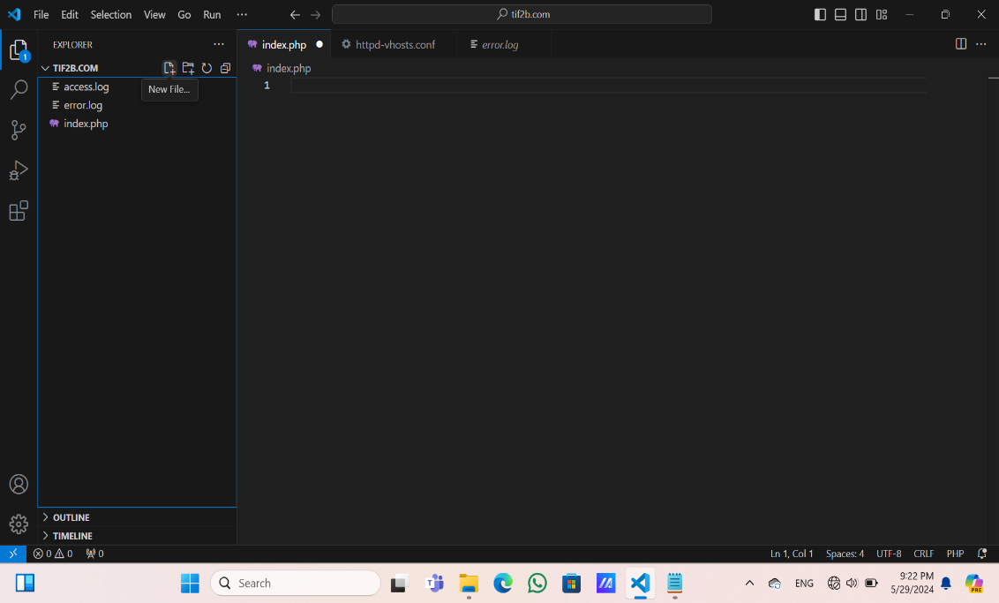 File Edit Selection View Go Run ··· tif2b.com
EXPLORER ···
index.php httpd-vhosts.conf error.log ···
TIF2B.COM
index.php
access.log
New File...
1
error.log
index.php
OUTLINE
TIMELINE
1
0 0 0 Ln 1, Col 1 Spaces: 4 UTF-8 CRLF PHP
Search
ENG
9:22 PM
5/29/2024
PRE